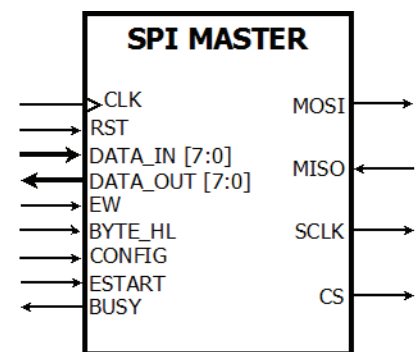 SPI MASTER
CLK
RST
DATA_IN [7:0]
DATA_OUT [7:0]
EW
BYTE_HL
CONFIG
ESTART
BUSY
MOSI
MISO
SCLK
CS